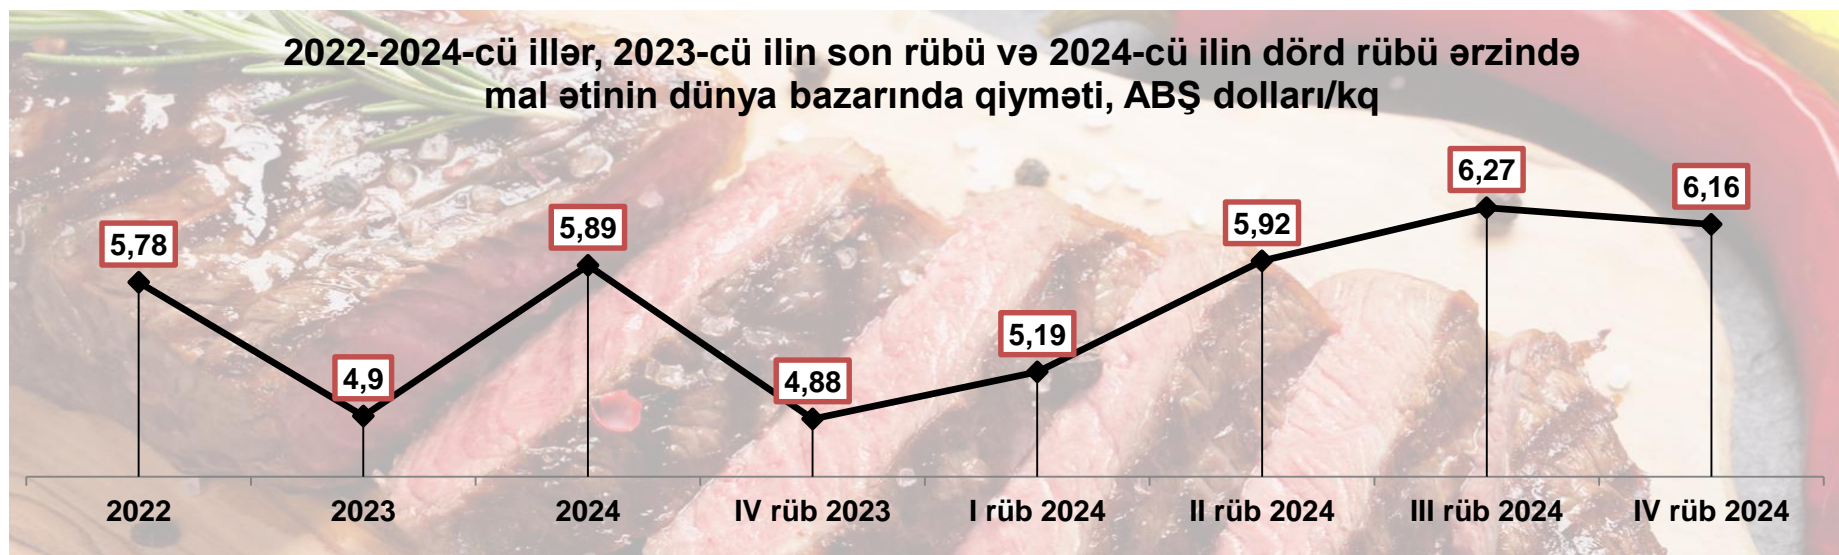 2022-2024-cü illər, 2023-cü ilin son rübü və 2024-cü ilin dörd rübü ərzində
mal ətinin dünya bazarında qiyməti, ABŞ dolları/kq
5,78
4,9
5,89
4,88
5,19
5,92
6,27
6,16
2022
2023
2024
IV rüb 2023
I rüb 2024
II rüb 2024
III rüb 2024
IV rüb 2024